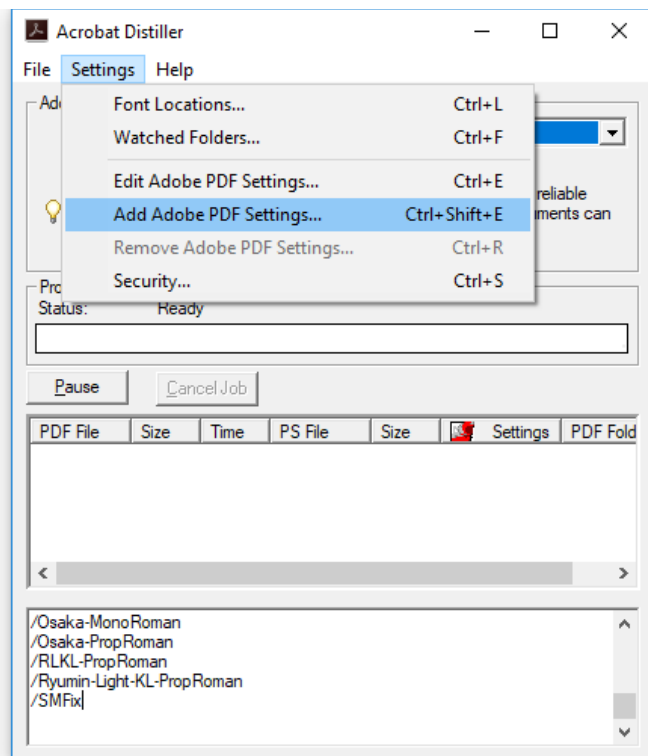 Acrobat Distiller
File Settings Help
Font Locations... Ctrl+L
Watched Folders... Ctrl+F
Edit Adobe PDF Settings... Ctrl+E
reliable
Add Adobe PDF Settings... Ctrl+Shift+E
can
Remove Adobe PDF Settings... Ctrl+R
Security... Ctrl+S
Status: Ready
Pause Cancel Job
PDF File Size Time PS File Size Settings PDF Fold
/Osaka-MonoRoman
/Osaka-PropRoman
/RLKL-PropRoman
/Ryumin-Light-KL-PropRoman
/SMFix